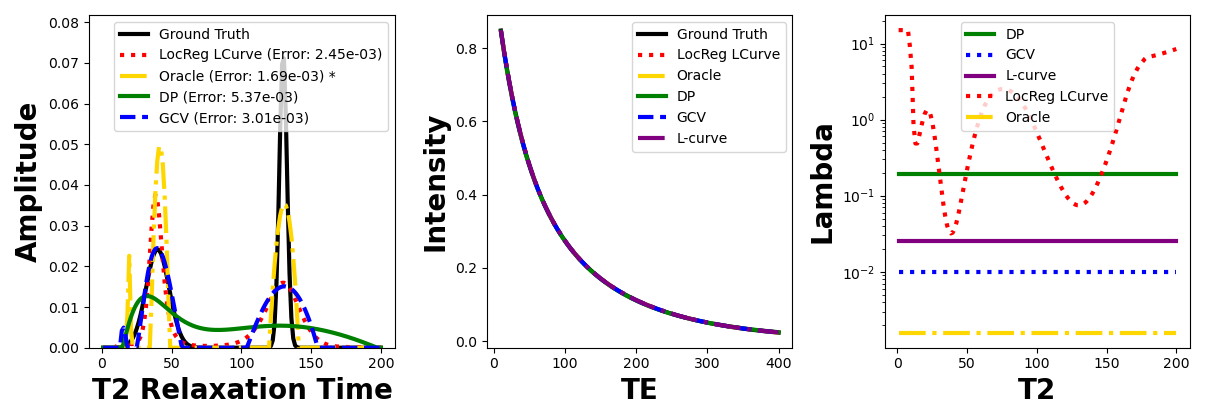 0.08
0.07
0.06
0.05
0.04
0.03
0.02
0.01
0.00
Amplitude
Ground Truth
LocReg LCurve (Error: 2.45e-03)
Oracle (Error: 1.69e-03) *
DP (Error: 5.37e-03)
GCV (Error: 3.01e-03)
0 50 100 150 200
T2 Relaxation Time
0.8
0.6
0.4
0.2
0.0
Intensity
Ground Truth
LocReg LCurve
Oracle
DP
GCV
L-curve
0 100 200 300 400
TE
10¹
10⁰
10⁻¹
10⁻²
Lambda
DP
GCV
L-curve
LocReg LCurve
Oracle
0 50 100 150 200
T2